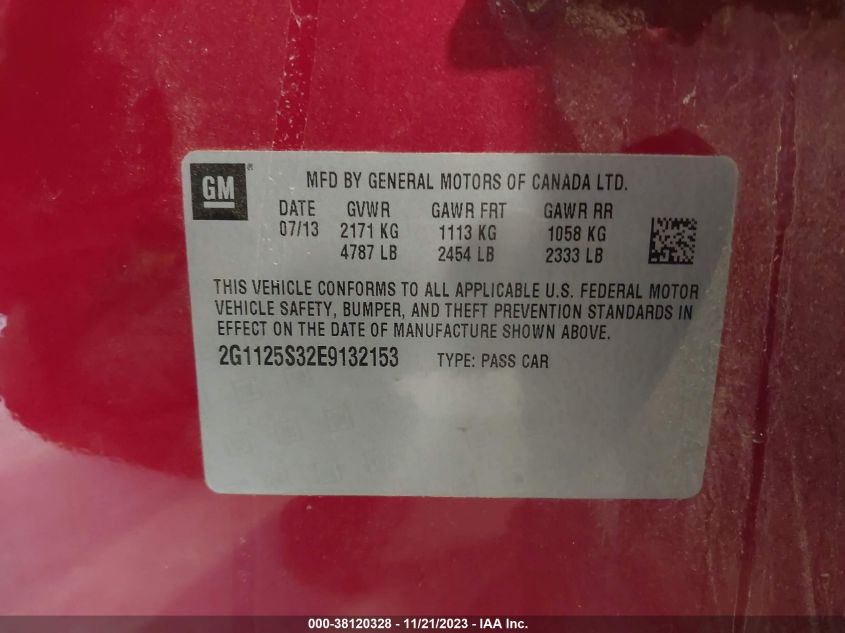 GM ®
MFD BY GENERAL MOTORS OF CANADA LTD.
DATE GVWR GAWR FRT GAWR RR
07/13 2171 KG 1113 KG 1058 KG
4787 LB 2454 LB 2333 LB
THIS VEHICLE CONFORMS TO ALL APPLICABLE U.S. FEDERAL MOTOR
VEHICLE SAFETY, BUMPER, AND THEFT PREVENTION STANDARDS IN
EFFECT ON THE DATE OF MANUFACTURE SHOWN ABOVE.
2G1125S32E9132153 TYPE: PASS CAR
000-38120328 - 11/21/2023 - IAA Inc.